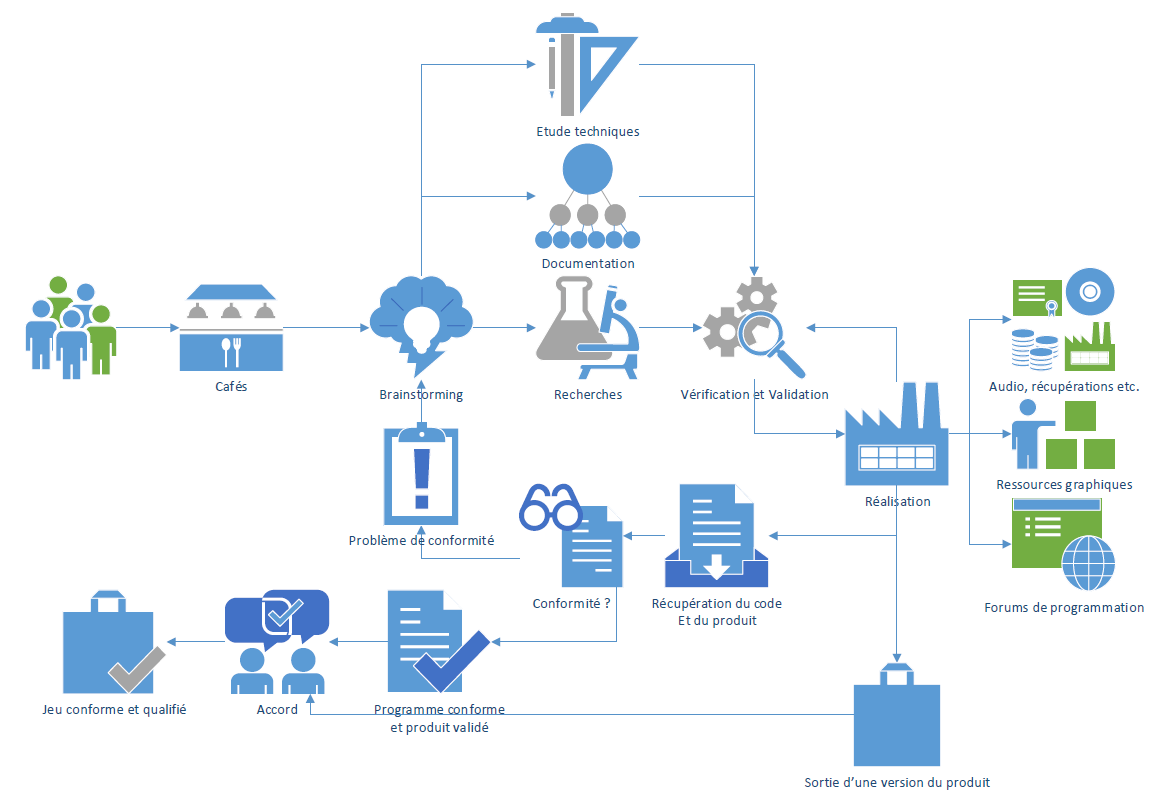 Etude techniques
Documentation
Cafés
Brainstorming
Recherches
Vérification et Validation
Audio, récupérations etc.
Ressources graphiques
Réalisation
Problème de conformité
Conformité ?
Récupération du code
Et du produit
Forums de programmation
Jeu conforme et qualifié
Accord
Programme conforme
et produit validé
Sortie d’une version du produit